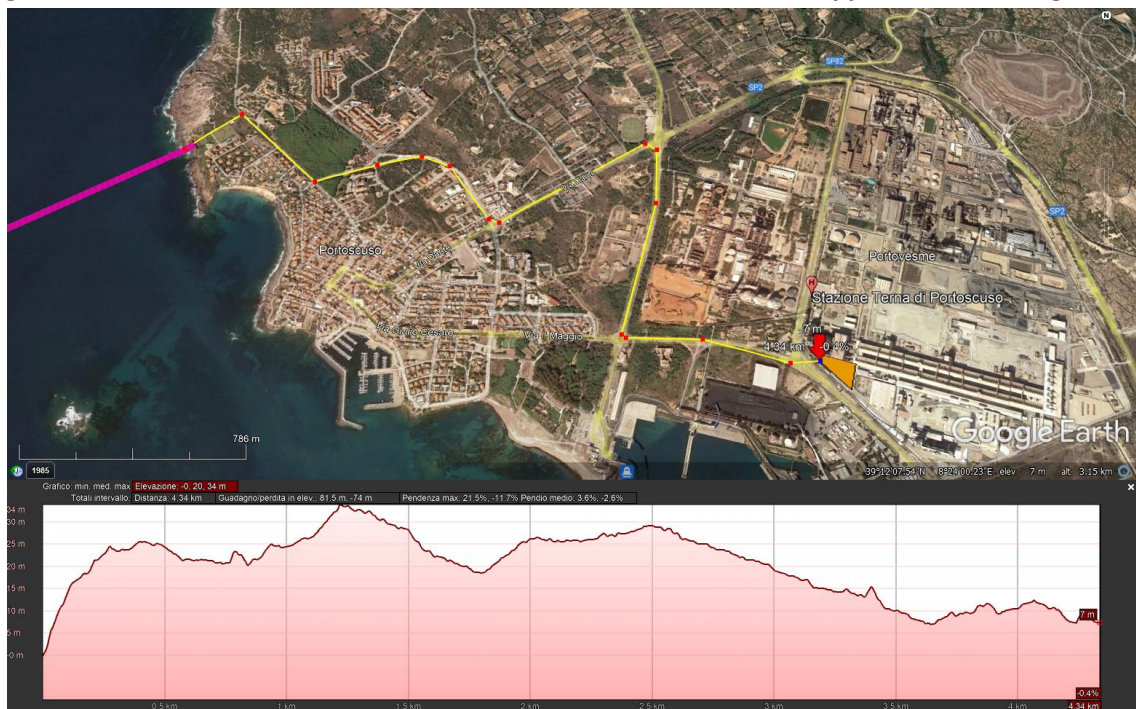 N
SP82
SP2
SP2
Portovesme
Portoscuso
Via Dante
Stazione Terna di Portoscuso
Via Giulio Cesare
Via I Maggio
7 m
4.34 km -0.4%
786 m
Google Earth
1985
39°12'07.54"N 8°24'00.23"E elev 7 m alt 3.15 km
Grafico: min. med. max Elevazione: -0, 20, 34 m
Totali intervallo: Distanza: 4.34 km Guadagno/perdita in elev.: 81.5 m, -74 m Pendenza max: 21.5%, -11.7% Pendio medio: 3.6%, -2.6%
34 m
30 m
25 m
15 m
10 m
5 m
-0 m
7 m
-0.4%
0.5 km 1 km 1.5 km 2 km 2.5 km 3 km 3.5 km 4 km 4.34 km